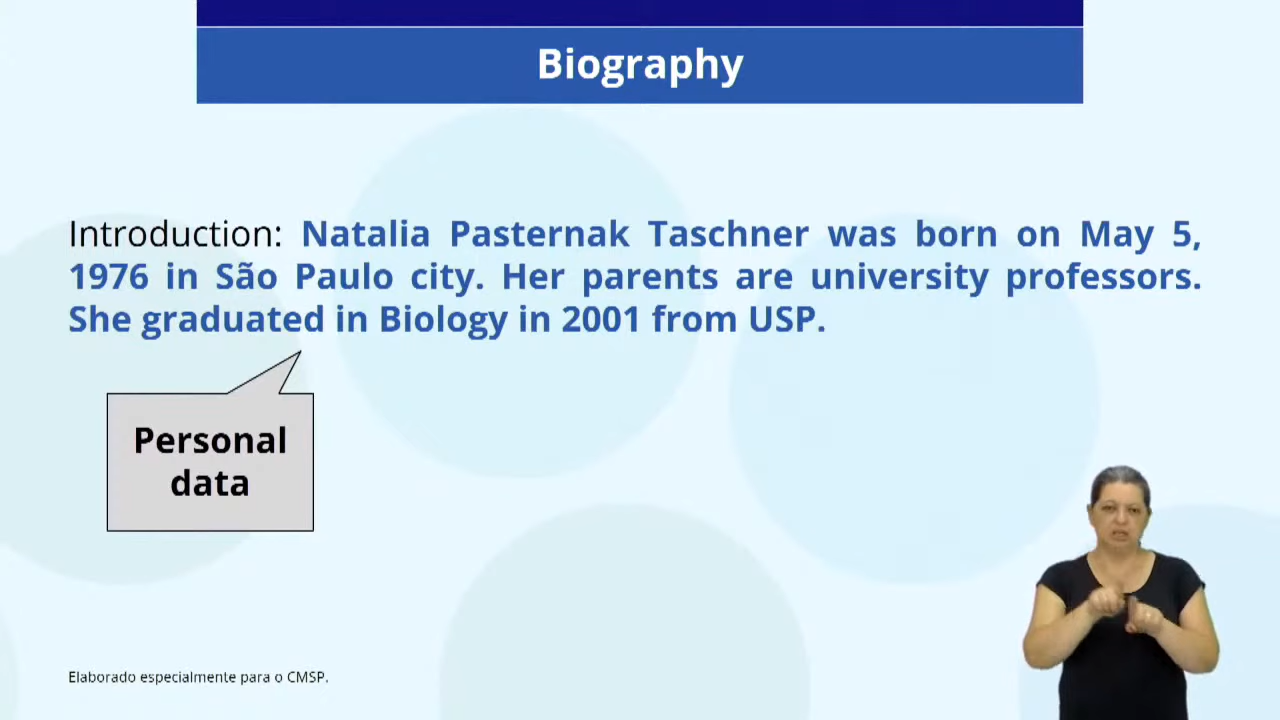 Biography
Introduction: Natalia Pasternak Taschner was born on May 5,
1976 in São Paulo city. Her parents are university professors.
She graduated in Biology in 2001 from USP.
Personal
data
Elaborado especialmente para o CMSP.